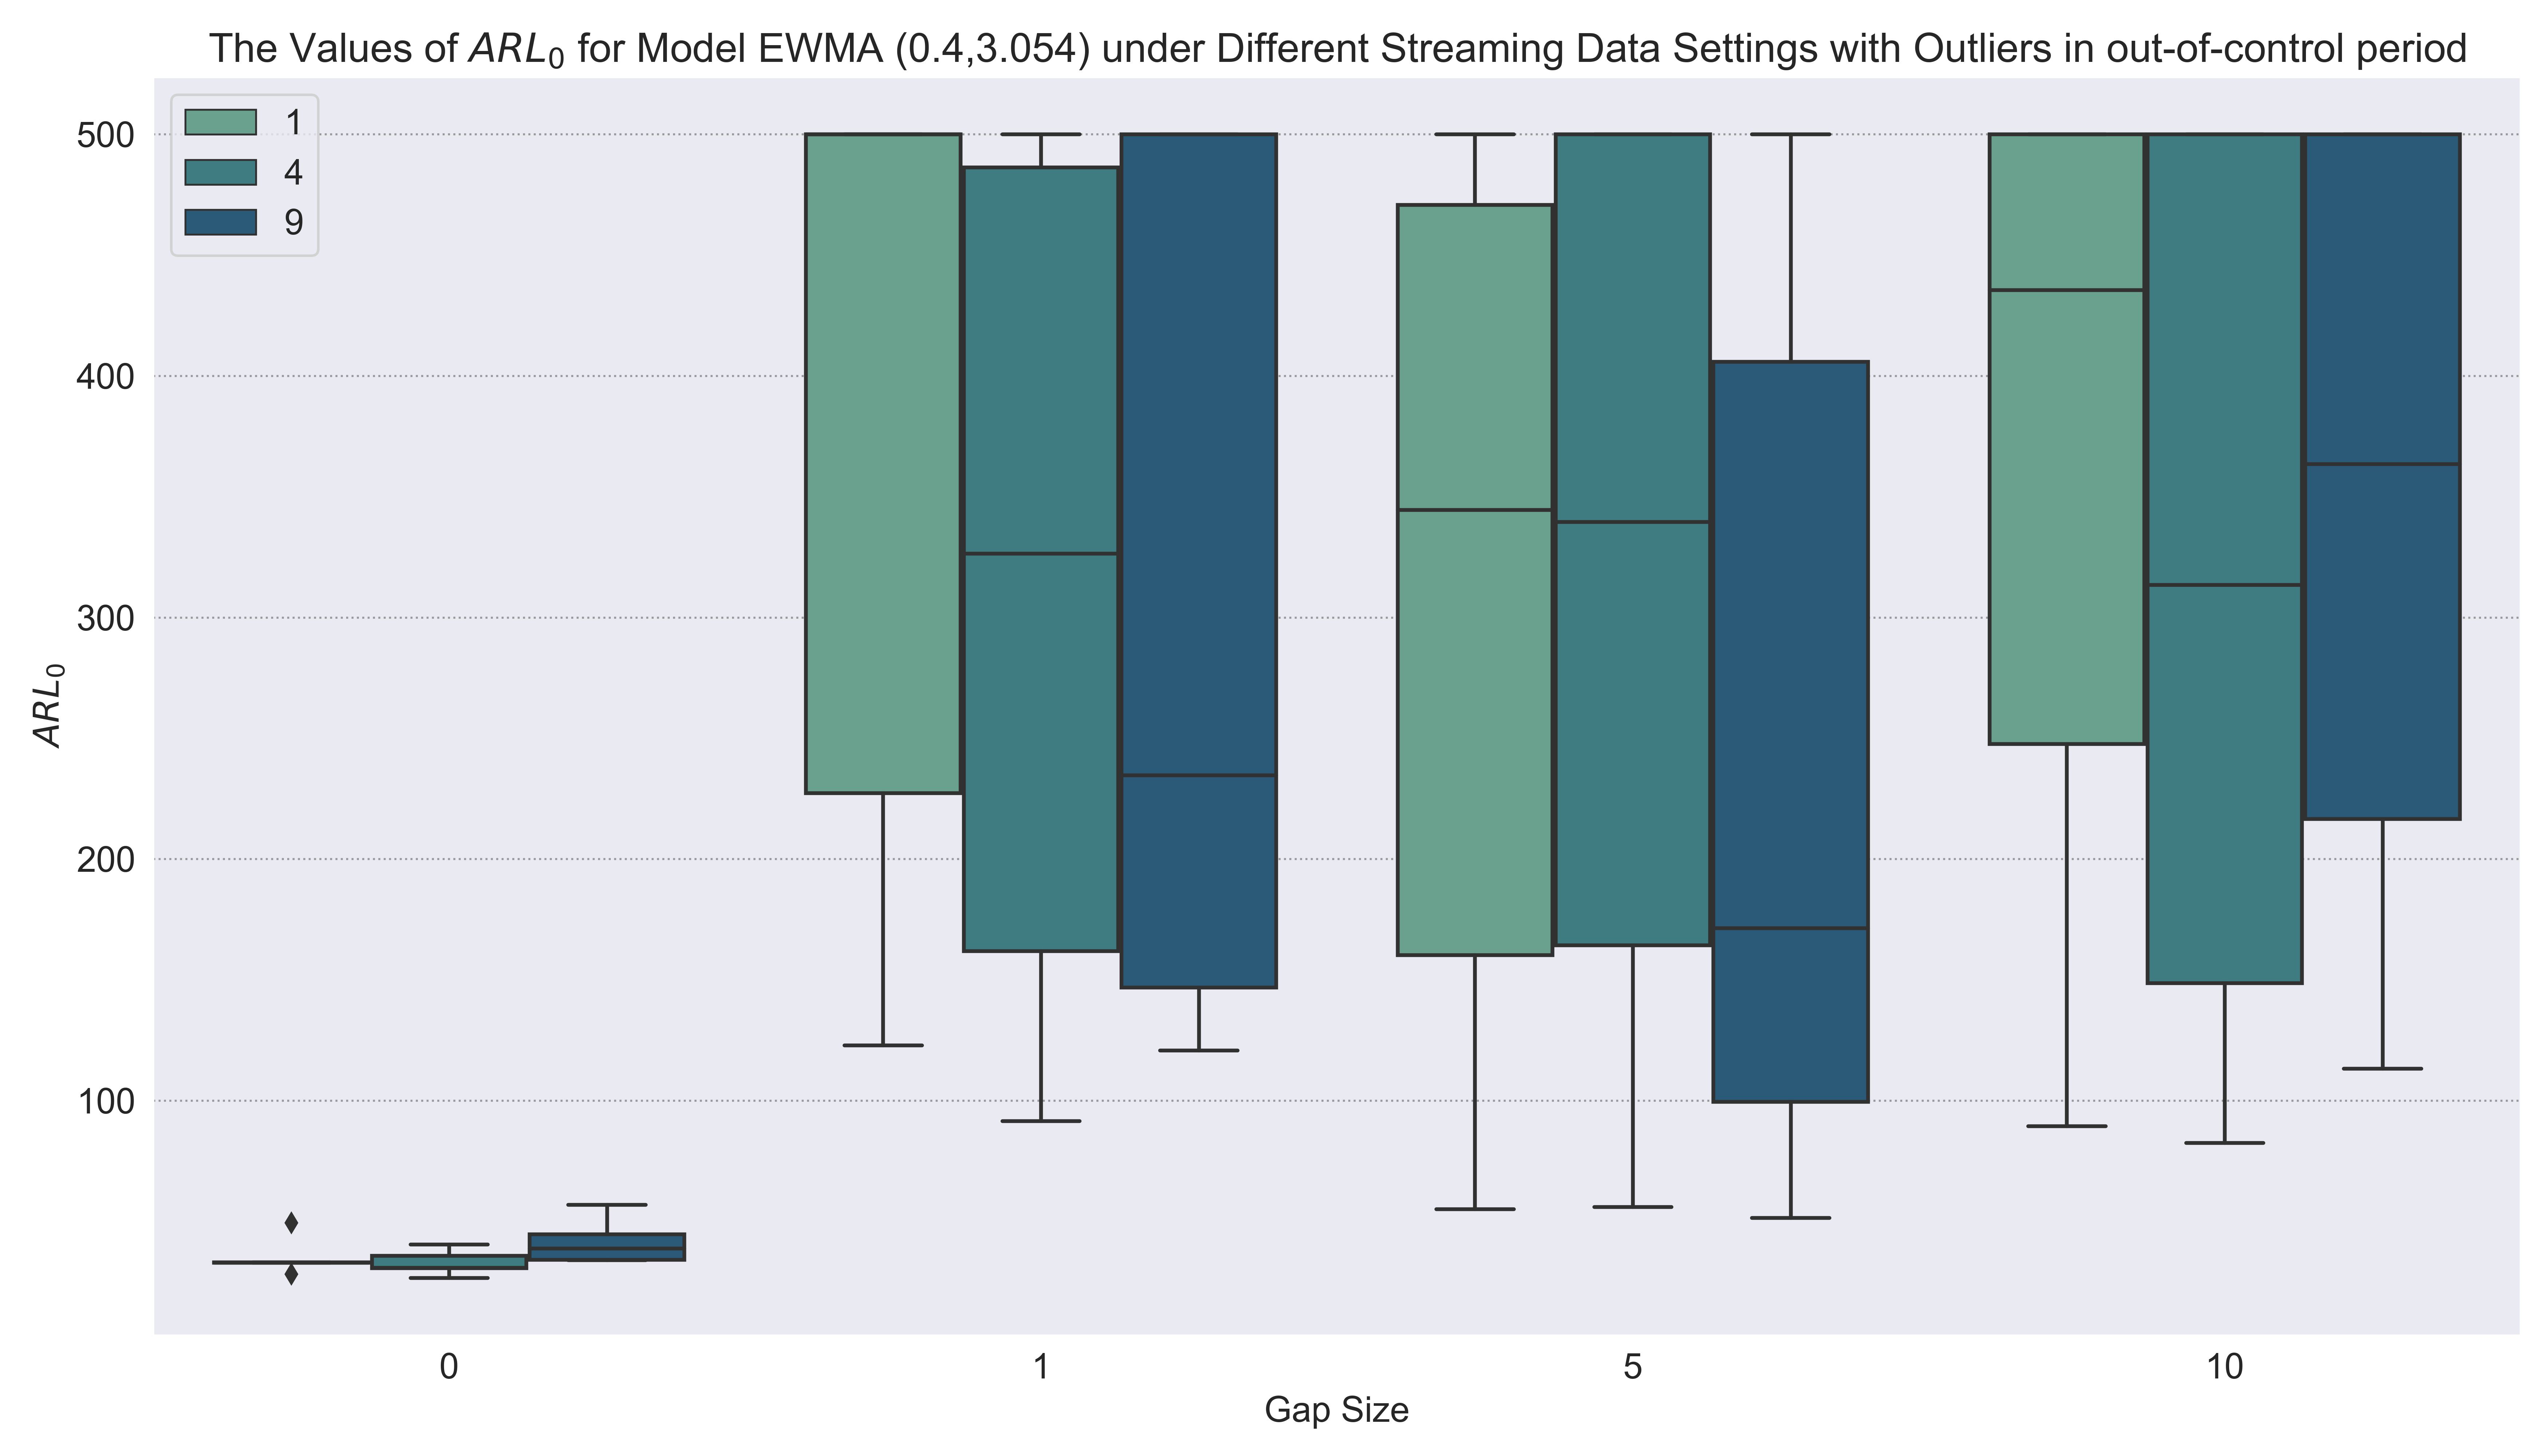 The Values of ARL₀ for Model EWMA (0.4,3.054) under Different Streaming Data Settings with Outliers in out-of-control period
1
4
9
500
400
300
200
100
ARL₀
0 1 5 10
Gap Size